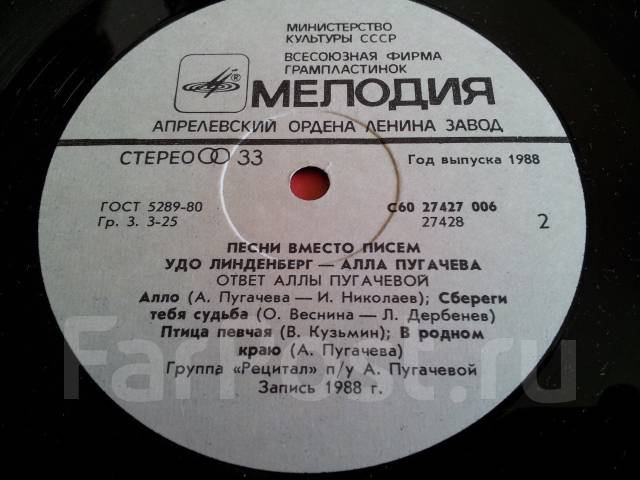 МИНИСТЕРСТВО
КУЛЬТУРЫ СССР
ВСЕСОЮЗНАЯ ФИРМА
ГРАМПЛАСТИНОК
®
МЕЛОДИЯ
АПРЕЛЕВСКИЙ ОРДЕНА ЛЕНИНА ЗАВОД
СТЕРЕО 33
Год выпуска 1988
ГОСТ 5289-80
Гр. 3. 3-25
С60 27427 006
27428
2
ПЕСНИ ВМЕСТО ПИСЕМ
УДО ЛИНДЕНБЕРГ — АЛЛА ПУГАЧЕВА
ОТВЕТ АЛЛЫ ПУГАЧЕВОЙ
Алло (А. Пугачева — И. Николаев); Сбереги
тебя судьба (О. Веснина — Л. Дербенев)
Птица певчая (В. Кузьмин); В родном
краю (А. Пугачева)
Группа «Рецитал» п/у А. Пугачевой
Запись 1988 г.
FarPost.ru